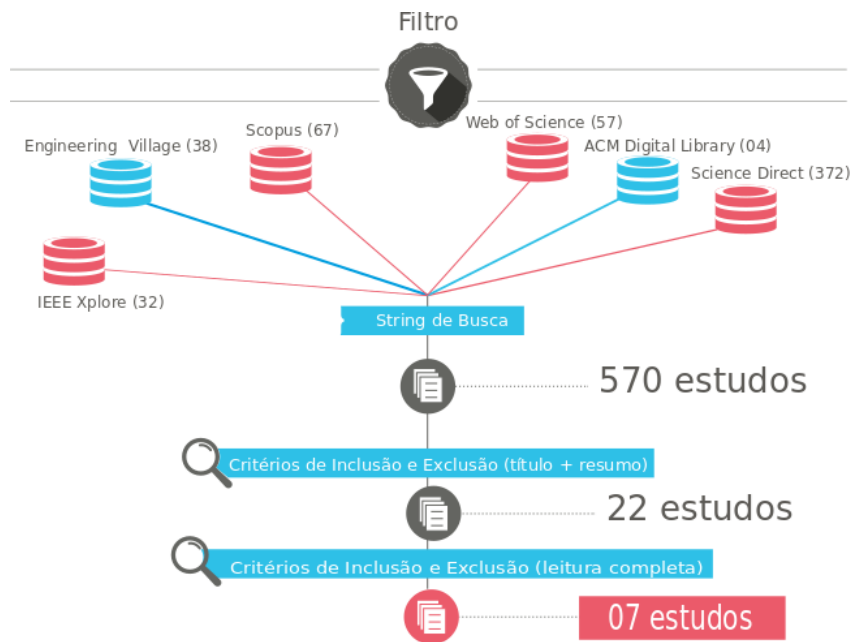 Filtro
Engineering Village (38)
Scopus (67)
Web of Science (57)
ACM Digital Library (04)
Science Direct (372)
IEEE Xplore (32)
String de Busca
570 estudos
Critérios de Inclusão e Exclusão (título + resumo)
22 estudos
Critérios de Inclusão e Exclusão (leitura completa)
07 estudos